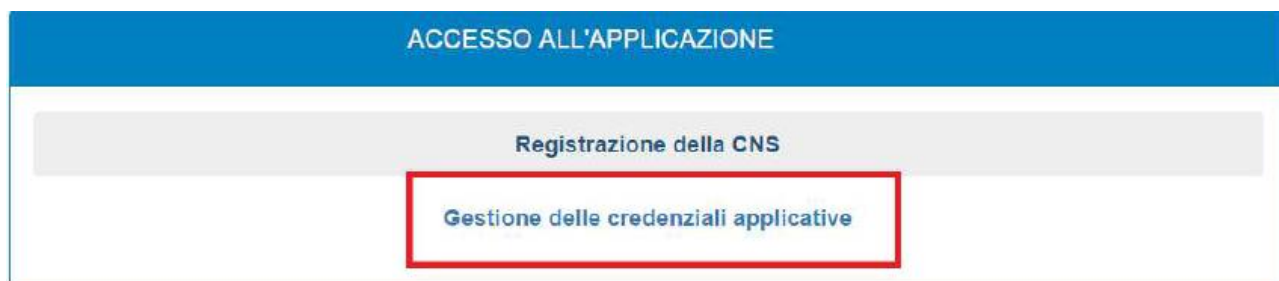 ACCESSO ALL'APPLICAZIONE
Registrazione della CNS
Gestione delle credenziali applicative